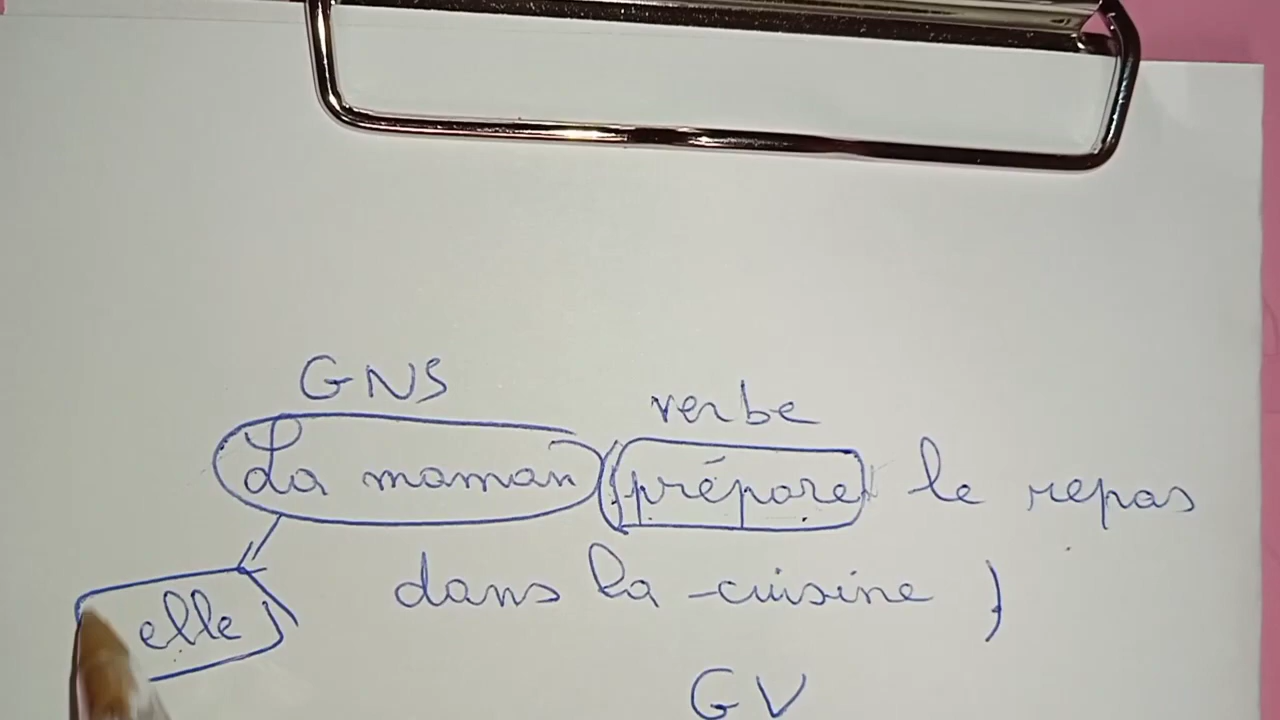 GNS verbe
La maman (prépare le repas
dans la cuisine )
elle
GV